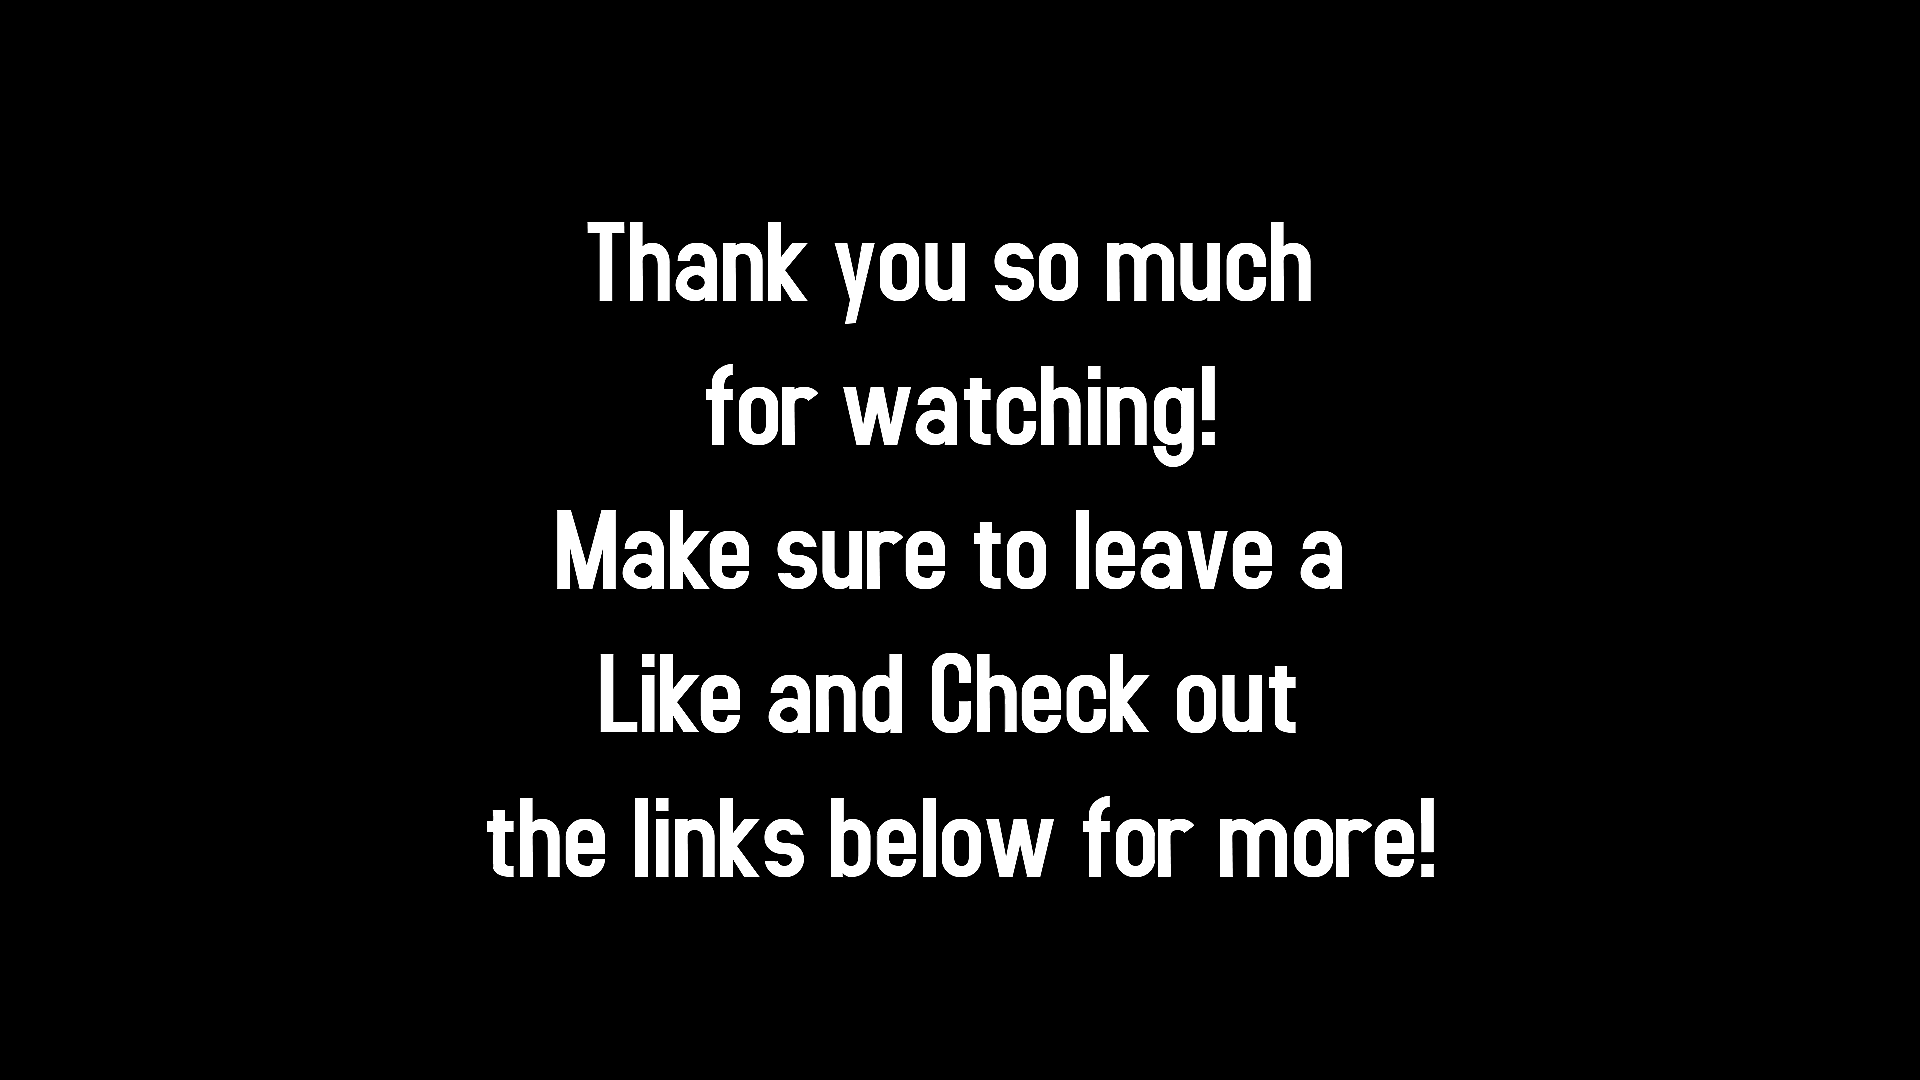 Thank you so much
for watching!
Make sure to leave a
Like and Check out
the links below for more!